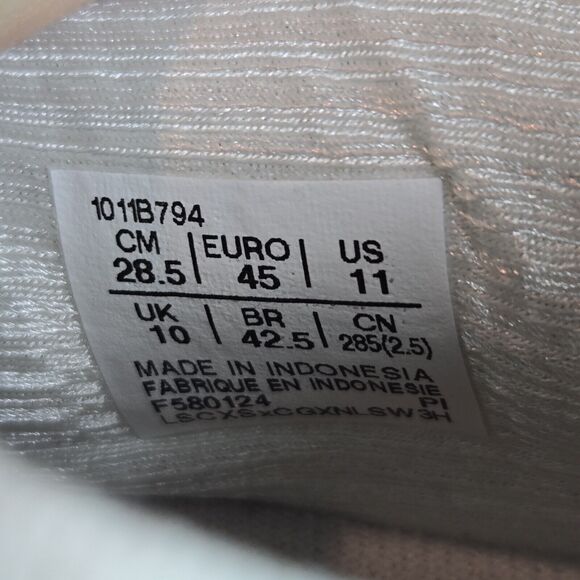 1011B794
CM | EURO | US
28.5 | 45 | 11
UK | BR | CN
10 | 42.5 | 285(2.5)
MADE IN INDONESIA
FABRIQUE EN INDONESIE
F580124 PI
LSCXSxCGXNLSW3H